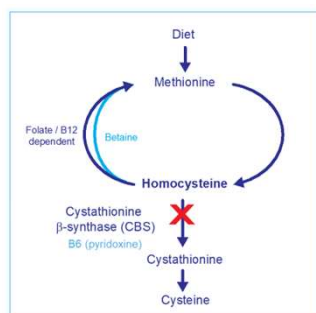 Diet
Methionine
Folate / B12
dependent
Betaine
Homocysteine
Cystathionine
β-synthase (CBS)
B6 (pyridoxine)
Cystathionine
Cysteine